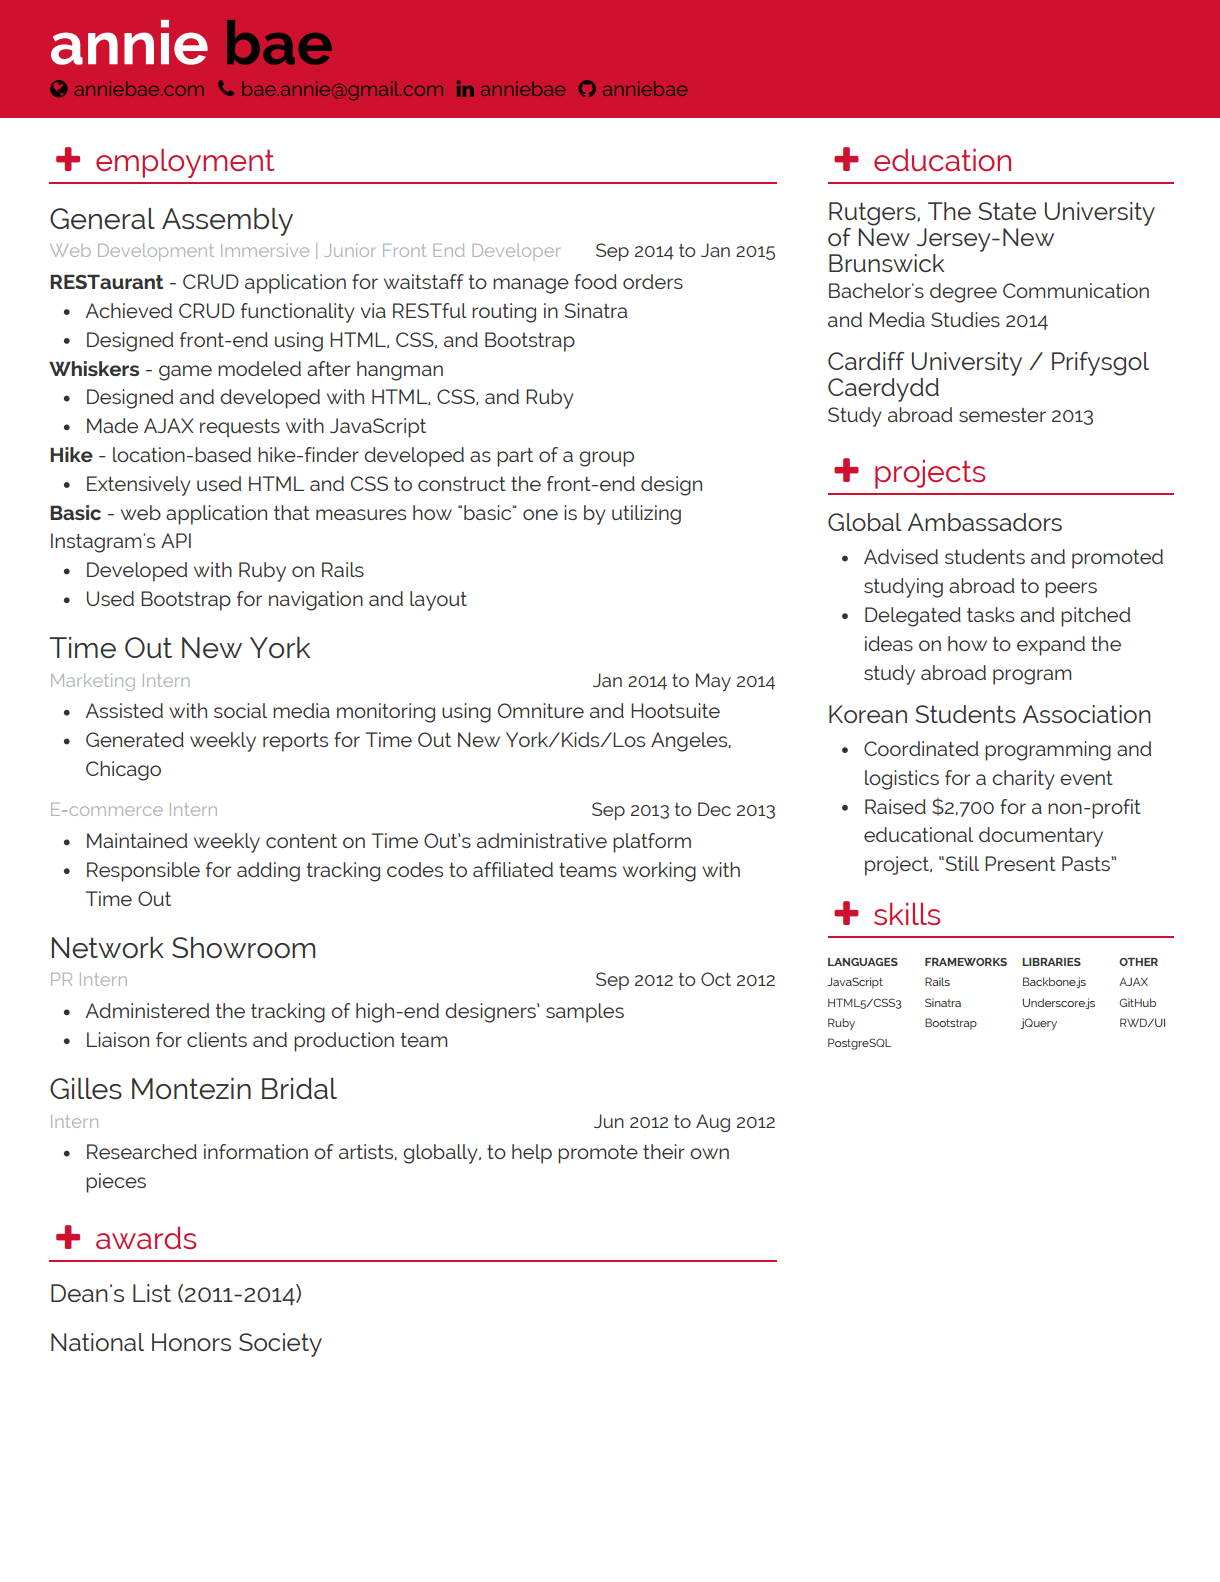 annie bae
anniebae.com bae.annie@gmail.com anniebae anniebae
employment
General Assembly
Web Development Immersive | Junior Front End Developer Sep 2014 to Jan 2015
RESTaurant - CRUD application for waitstaff to manage food orders
• Achieved CRUD functionality via RESTful routing in Sinatra
• Designed front-end using HTML, CSS, and Bootstrap
Whiskers - game modeled after hangman
• Designed and developed with HTML, CSS, and Ruby
• Made AJAX requests with JavaScript
Hike - location-based hike-finder developed as part of a group
• Extensively used HTML and CSS to construct the front-end design
Basic - web application that measures how "basic" one is by utilizing
Instagram's API
• Developed with Ruby on Rails
• Used Bootstrap for navigation and layout
Time Out New York
Marketing Intern Jan 2014 to May 2014
• Assisted with social media monitoring using Omniture and Hootsuite
• Generated weekly reports for Time Out New York/Kids/Los Angeles,
Chicago
E-commerce Intern Sep 2013 to Dec 2013
• Maintained weekly content on Time Out's administrative platform
• Responsible for adding tracking codes to affiliated teams working with
Time Out
Network Showroom
PR Intern Sep 2012 to Oct 2012
• Administered the tracking of high-end designers' samples
• Liaison for clients and production team
Gilles Montezin Bridal
Intern Jun 2012 to Aug 2012
• Researched information of artists, globally, to help promote their own
pieces
awards
Dean's List (2011-2014)
National Honors Society
education
Rutgers, The State University
of New Jersey-New
Brunswick
Bachelor's degree Communication
and Media Studies 2014
Cardiff University / Prifysgol
Caerdydd
Study abroad semester 2013
projects
Global Ambassadors
• Advised students and promoted
studying abroad to peers
• Delegated tasks and pitched
ideas on how to expand the
study abroad program
Korean Students Association
• Coordinated programming and
logistics for a charity event
• Raised $2,700 for a non-profit
educational documentary
project, "Still Present Pasts"
skills
LANGUAGES FRAMEWORKS LIBRARIES OTHER
JavaScript Rails Backbone.js AJAX
HTML5/CSS3 Sinatra Underscore.js GitHub
Ruby Bootstrap jQuery RWD/UI
PostgreSQL